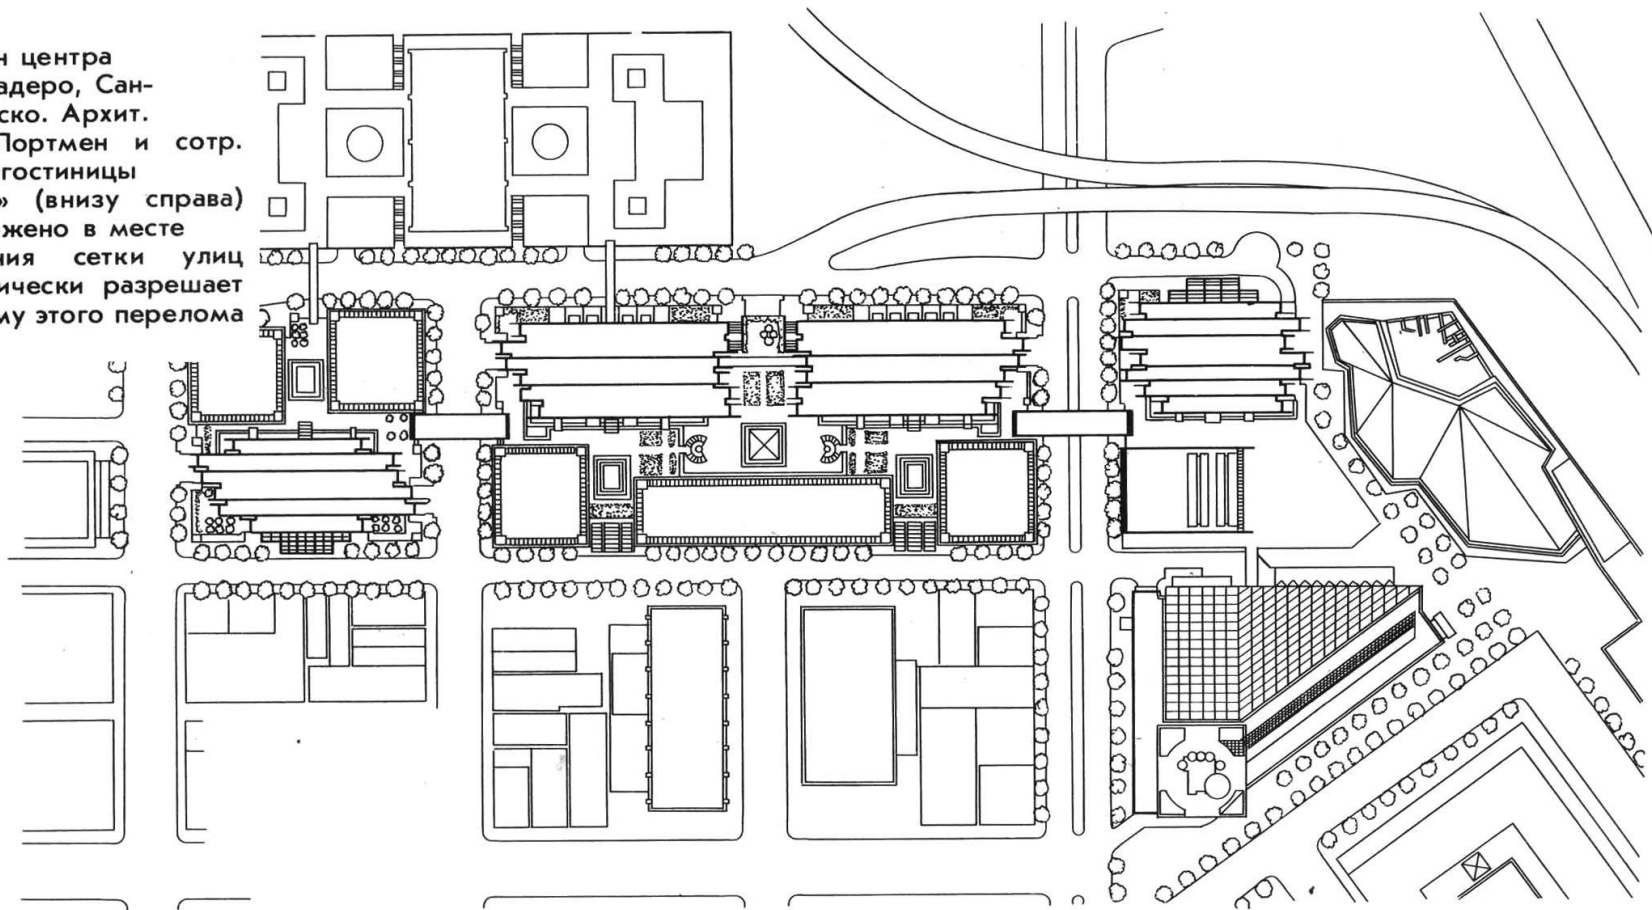 н центра
адеро, Сан-
ско. Архит.
Портмен и сотр.
гостиницы
» (внизу справа)
жено в месте
ния сетки улиц
ически разрешает
му этого перелома